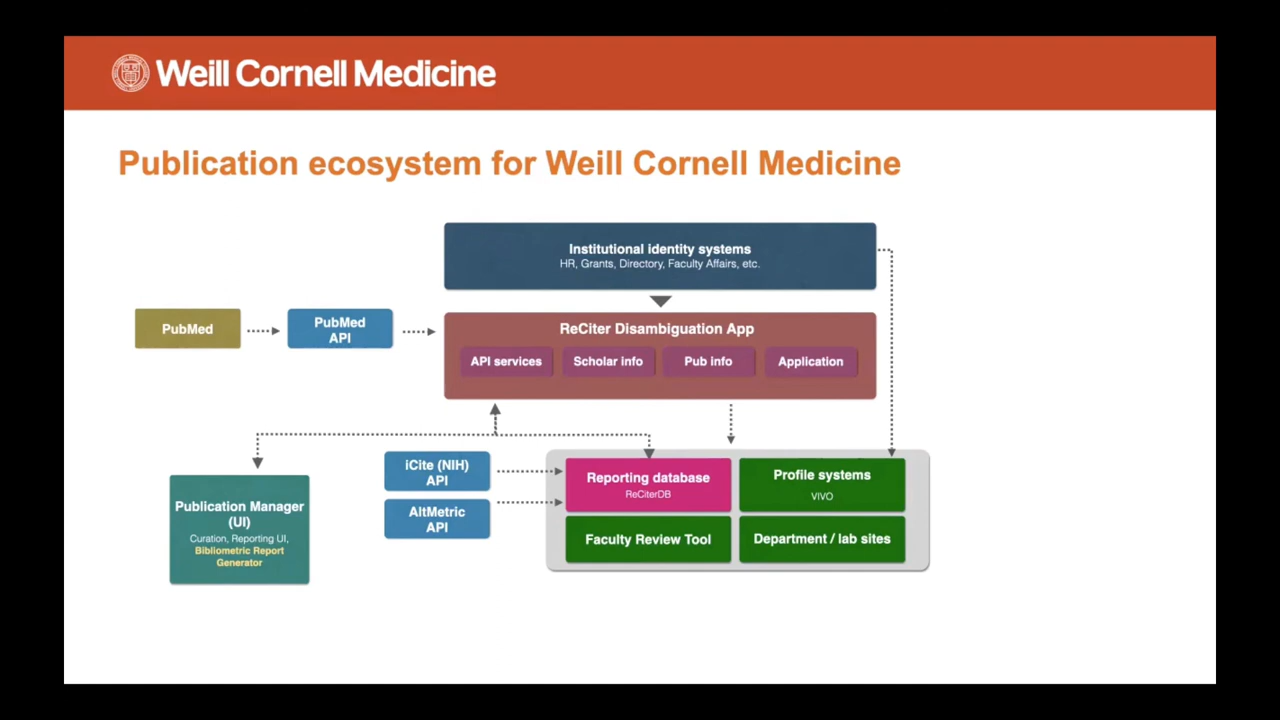 Weill Cornell Medicine
Publication ecosystem for Weill Cornell Medicine
Institutional identity systems
HR, Grants, Directory, Faculty Affairs, etc.
PubMed
PubMed
API
ReCiter Disambiguation App
API services
Scholar info
Pub info
Application
iCite (NIH)
API
AltMetric
API
Reporting database
ReCiterDB
Profile systems
VIVO
Faculty Review Tool
Department / lab sites
Publication Manager
(UI)
Curation, Reporting UI,
Bibliometric Report
Generator